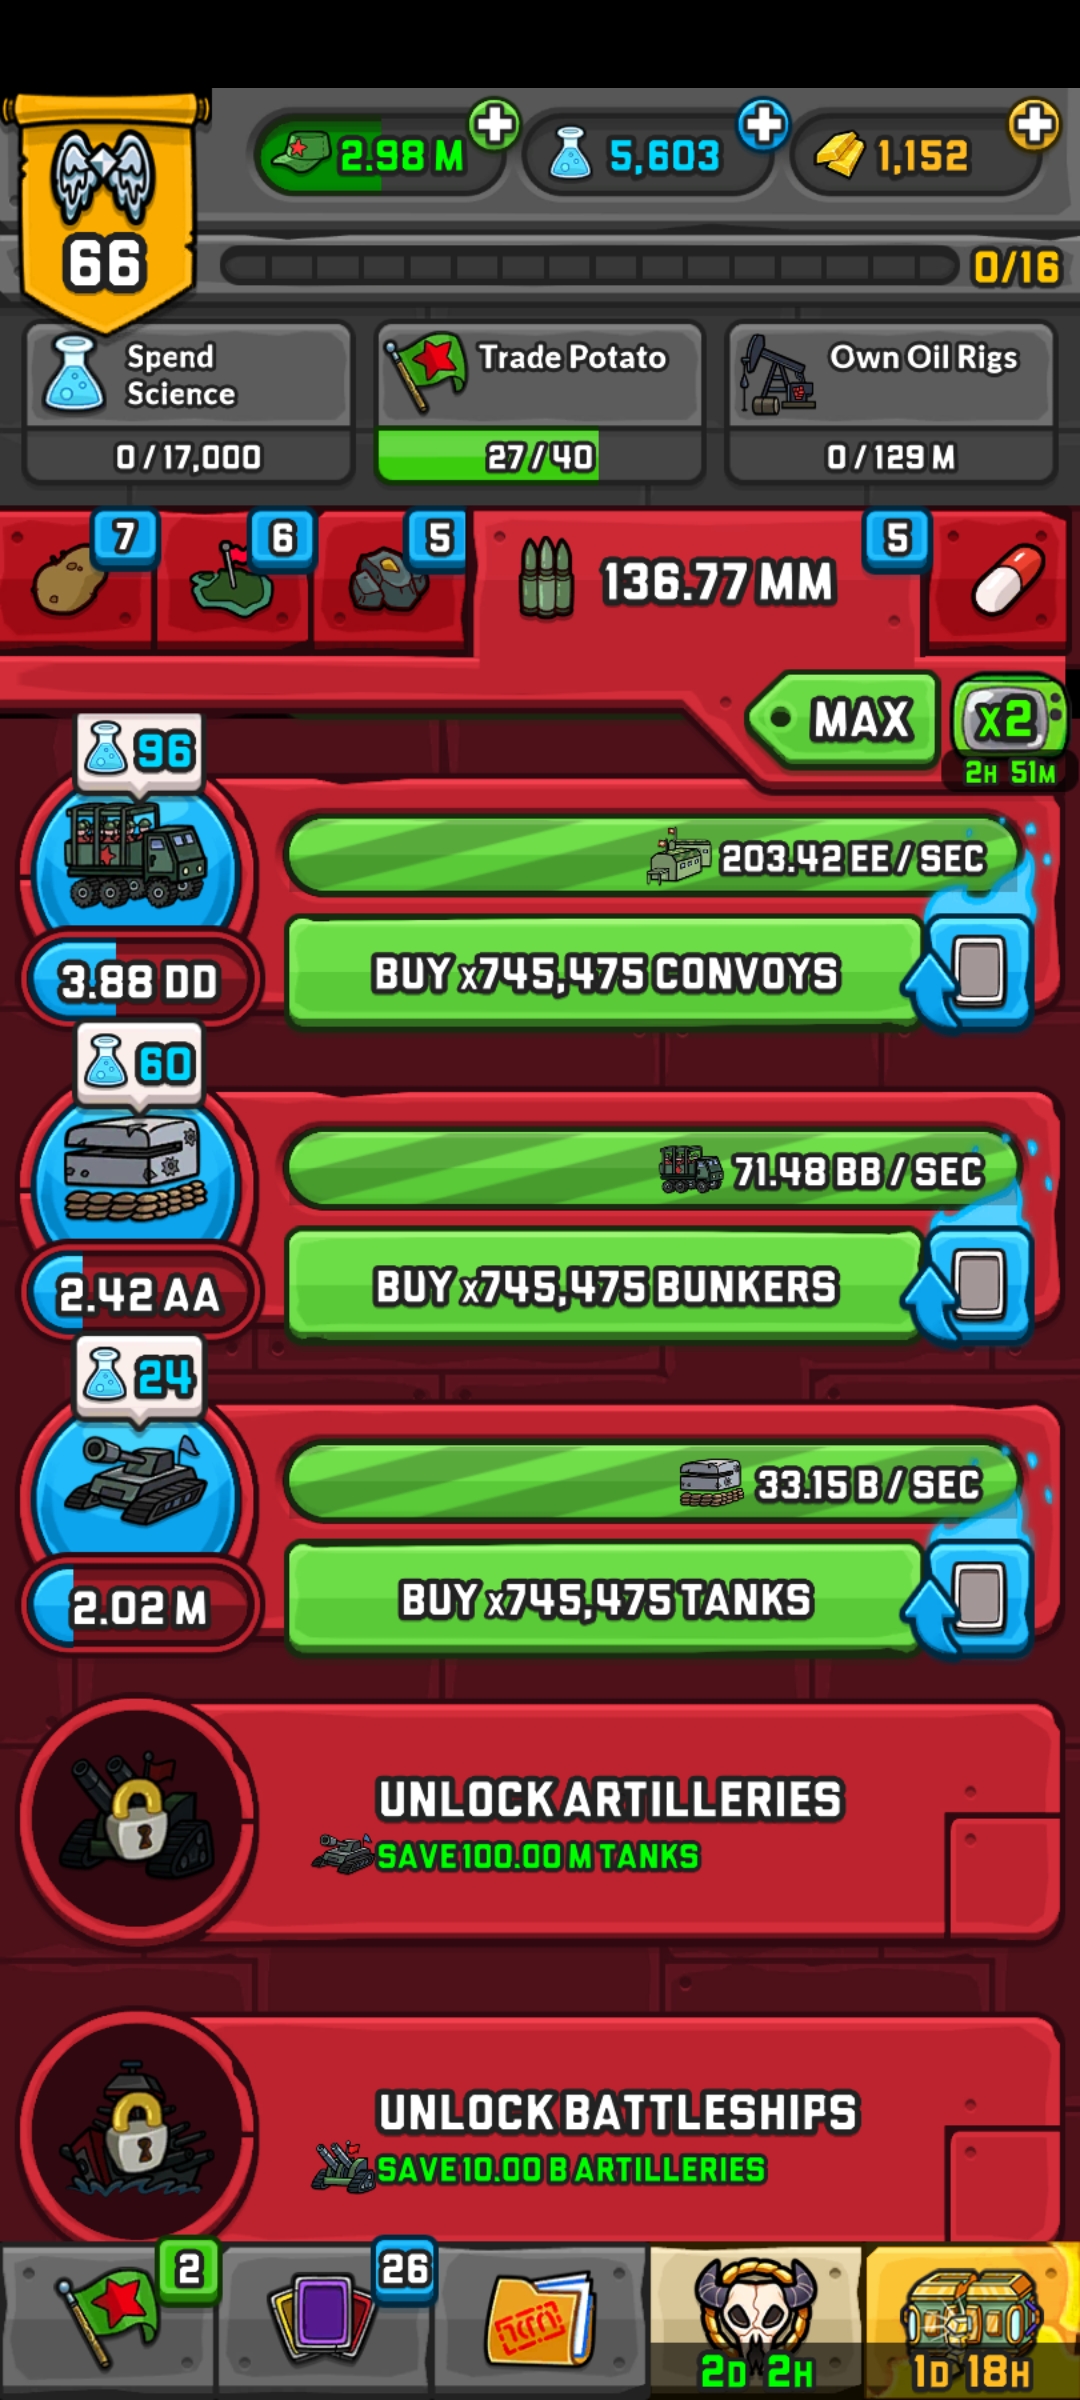 2.98 M
5,603
1,152
66
0/16
Spend
Science
0 / 17,000
Trade Potato
27 / 40
Own Oil Rigs
0 / 129 M
7
6
5
136.77 MM
5
MAX
x2
2H 51M
96
203.42 EE / SEC
BUY x745,475 CONVOYS
3.88 DD
60
71.48 BB / SEC
BUY x745,475 BUNKERS
2.42 AA
24
33.15 B / SEC
BUY x745,475 TANKS
2.02 M
UNLOCK ARTILLERIES
SAVE 100.00 M TANKS
UNLOCK BATTLESHIPS
SAVE 10.00 B ARTILLERIES
2
26
2D 2H
1D 18H